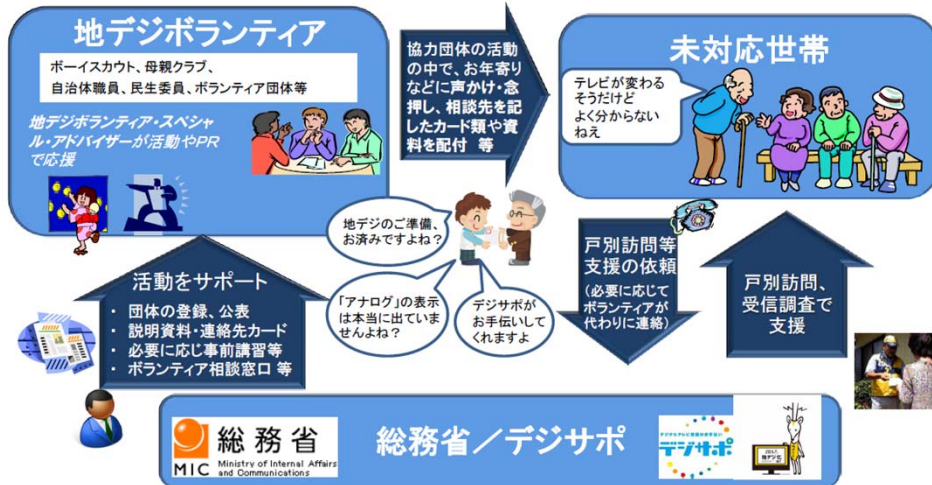 地デジボランティア
ボーイスカウト、母親クラブ、
自治体職員、民生委員、ボランティア団体等
地デジボランティア・スペシャ
ル・アドバイザーが活動やPR
で応援
協力団体の活動
の中で、お年寄り
などに声かけ・念
押し、相談先を記
したカード類や資
料を配付 等
未対応世帯
テレビが変わる
そうだけど
よく分からない
ねえ
地デジのご準備、
お済みですよね？
「アナログ」の表示
は本当に出ていま
せんよね？
デジサポが
お手伝いして
くれますよ
戸別訪問等
支援の依頼
(必要に応じて
ボランティアが
代わりに連絡)
戸別訪問、
受信調査で
支援
活動をサポート
・ 団体の登録、公表
・ 説明資料・連絡先カード
・ 必要に応じ事前講習等
・ ボランティア相談窓口 等
MIC
総務省
Ministry of Internal Affairs
and Communications
総務省／デジサポ
デジサポ
地デジ化